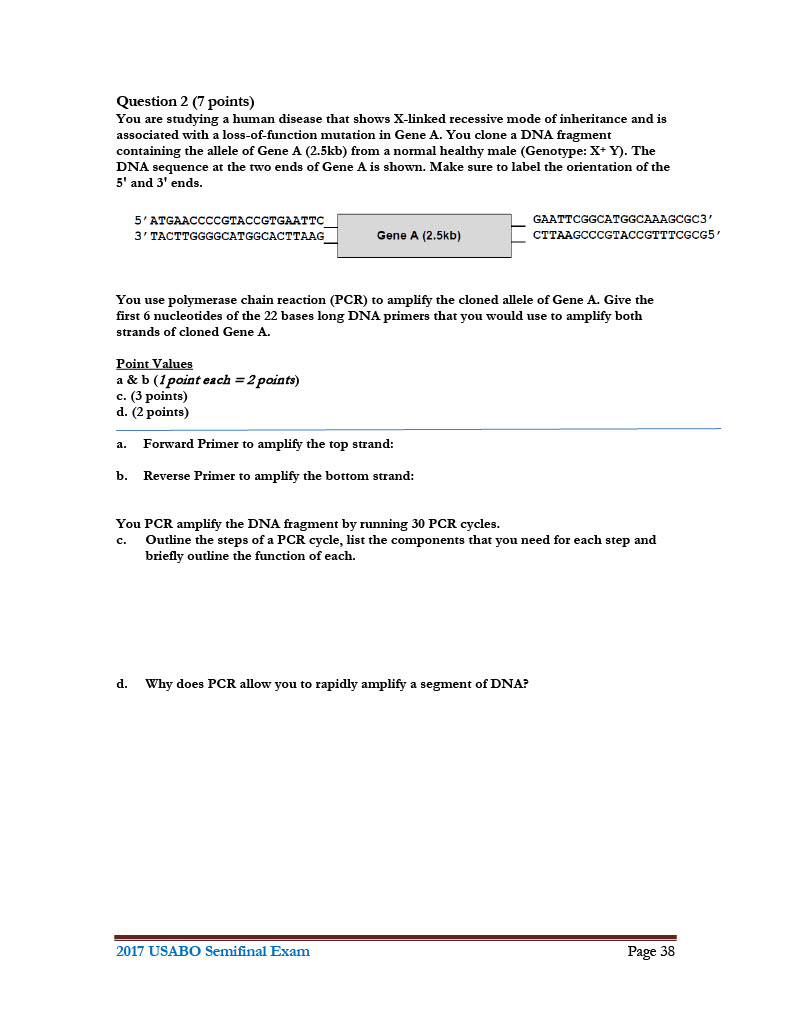 Question 2 (7 points)
You are studying a human disease that shows X-linked recessive mode of inheritance and is
associated with a loss-of-function mutation in Gene A. You clone a DNA fragment
containing the allele of Gene A (2.5kb) from a normal healthy male (Genotype: X⁺ Y). The
DNA sequence at the two ends of Gene A is shown. Make sure to label the orientation of the
5' and 3' ends.
5’ATGAACCCCGTACCGTGAATTC GAATTCGGCATGGCAAAGCGC3’
3’TACTTGGGGCATGGCACTTAAG Gene A (2.5kb) CTTAAGCCCGTACCGTTTCGCG5’
You use polymerase chain reaction (PCR) to amplify the cloned allele of Gene A. Give the
first 6 nucleotides of the 22 bases long DNA primers that you would use to amplify both
strands of cloned Gene A.
Point Values
a & b (1 point each = 2 points)
c. (3 points)
d. (2 points)
a. Forward Primer to amplify the top strand:
b. Reverse Primer to amplify the bottom strand:
You PCR amplify the DNA fragment by running 30 PCR cycles.
c. Outline the steps of a PCR cycle, list the components that you need for each step and
briefly outline the function of each.
d. Why does PCR allow you to rapidly amplify a segment of DNA?
2017 USABO Semifinal Exam Page 38